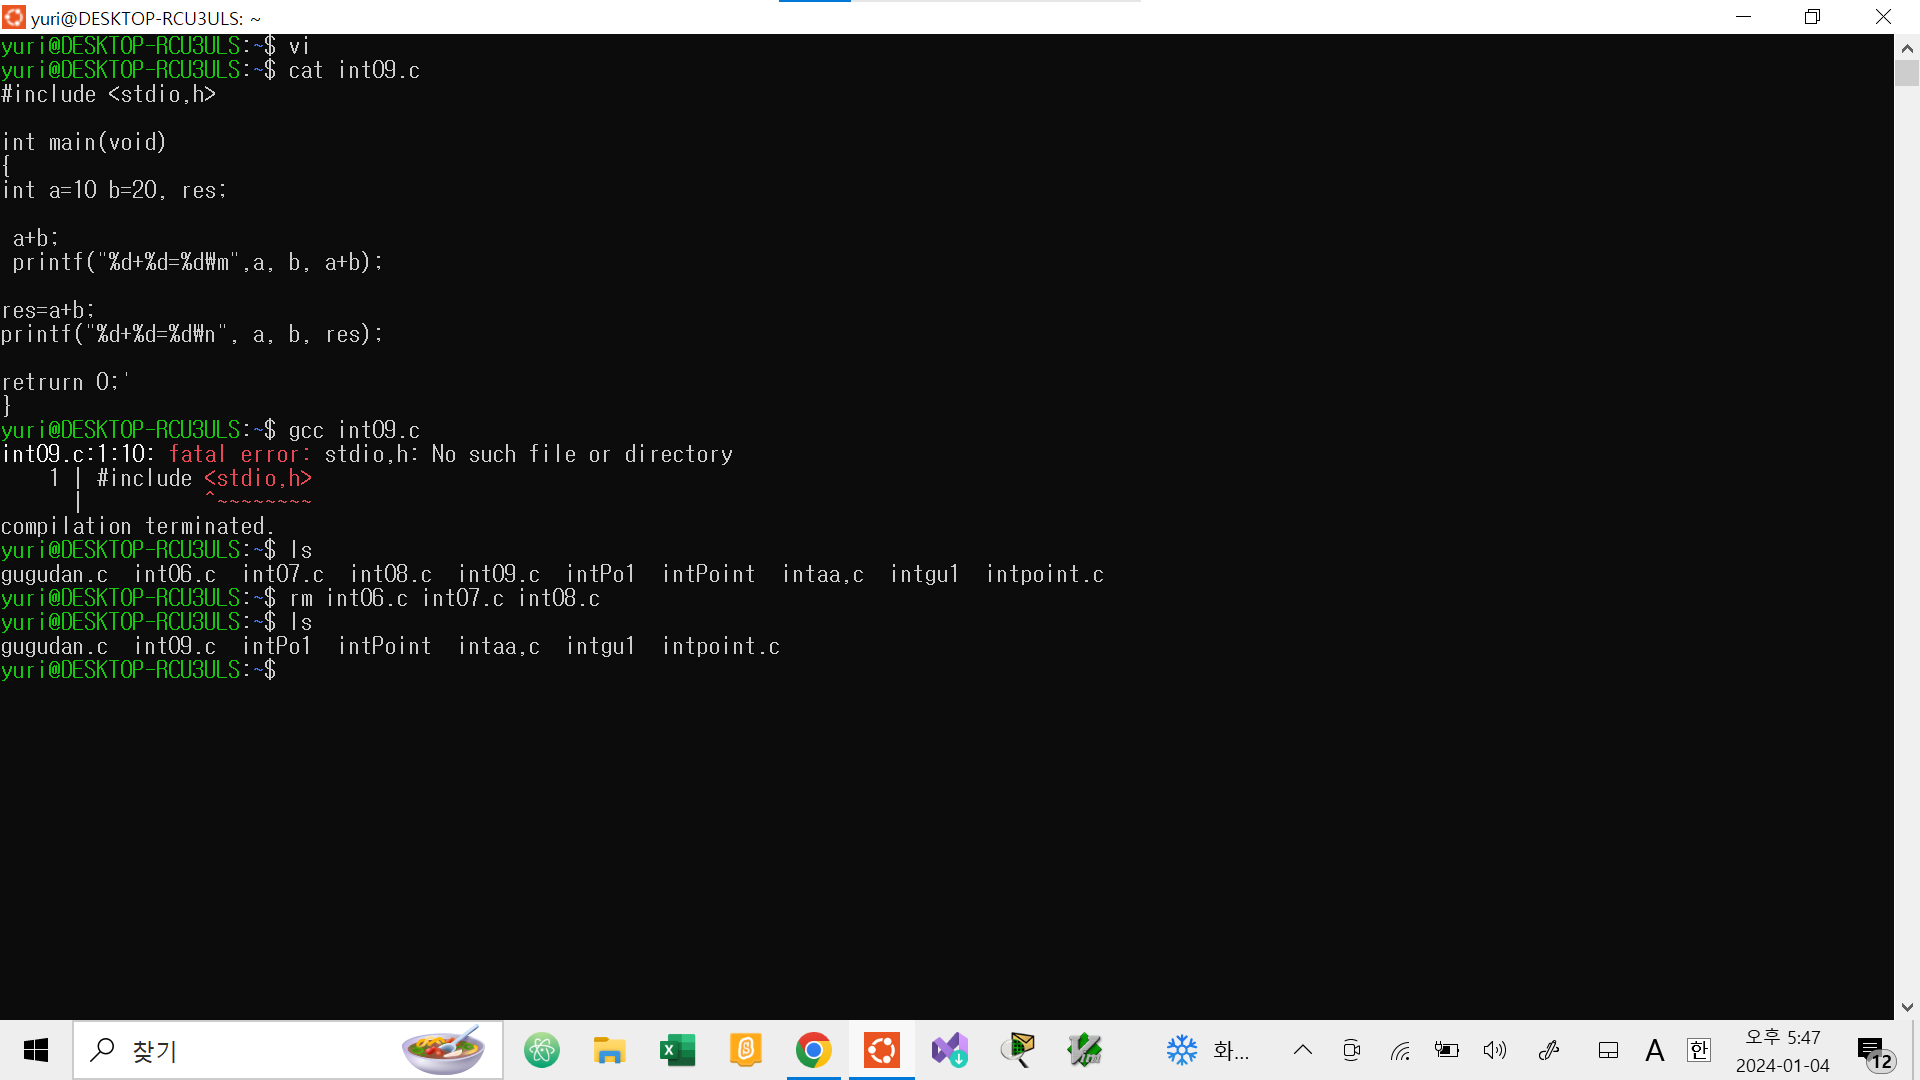 yuri@DESKTOP-RCU3ULS: ~
yuri@DESKTOP-RCU3ULS:~$ vi
yuri@DESKTOP-RCU3ULS:~$ cat int09.c
#include <stdio,h>
int main(void)
{
int a=10 b=20, res;
a+b;
printf("%d+%d=%d₩m",a, b, a+b);
res=a+b;
printf("%d+%d=%d₩n", a, b, res);
retrurn 0;'
}
yuri@DESKTOP-RCU3ULS:~$ gcc int09.c
int09.c:1:10: fatal error: stdio,h: No such file or directory
1 | #include <stdio,h>
| ^~~~~~~~~
compilation terminated.
yuri@DESKTOP-RCU3ULS:~$ ls
gugudan.c int06.c int07.c int08.c int09.c intPo1 intPoint intaa,c intgu1 intpoint.c
yuri@DESKTOP-RCU3ULS:~$ rm int06.c int07.c int08.c
yuri@DESKTOP-RCU3ULS:~$ ls
gugudan.c int09.c intPo1 intPoint intaa,c intgu1 intpoint.c
yuri@DESKTOP-RCU3ULS:~$
찾기
화...
A
한
오후 5:47
2024-01-04
12